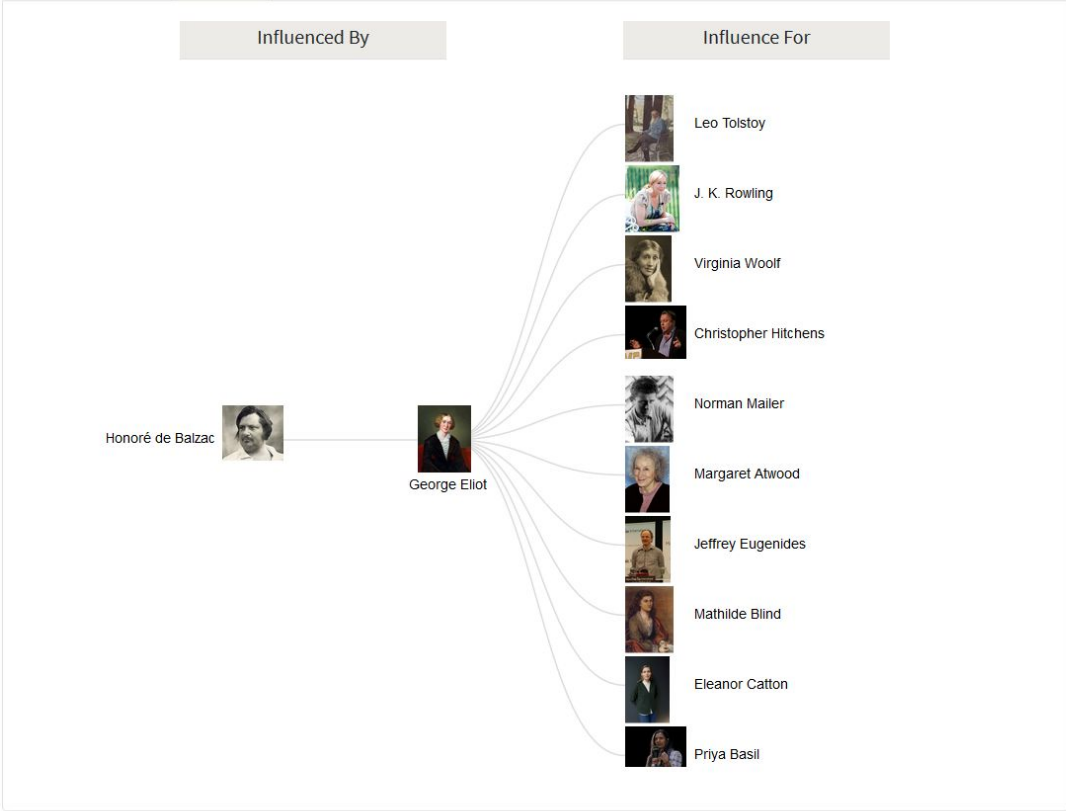 Influenced By
Influence For
Leo Tolstoy
J. K. Rowling
Virginia Woolf
Christopher Hitchens
Norman Mailer
Honoré de Balzac
George Eliot
Margaret Atwood
Jeffrey Eugenides
Mathilde Blind
Eleanor Catton
Priya Basil